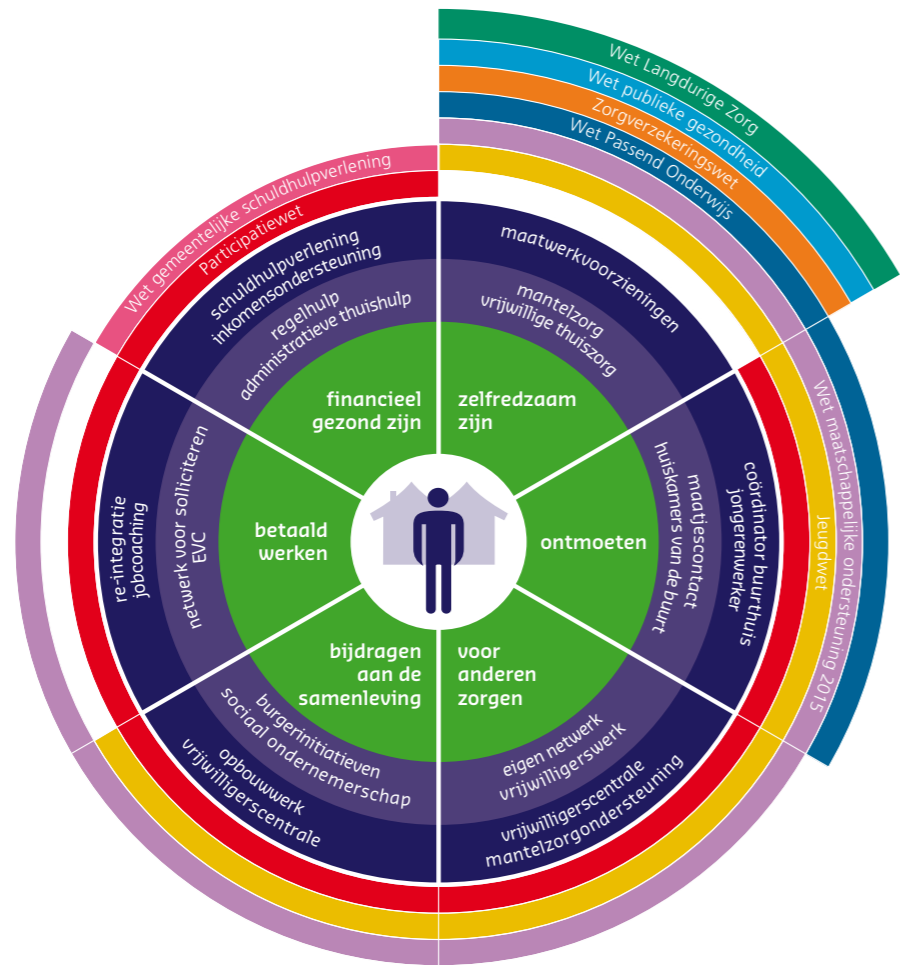 Wet Langdurige Zorg
Wet publieke gezondheid
Zorgverzekeringswet
Wet Passend Onderwijs
Wet maatschappelijke ondersteuning 2015
Jeugdwet
Wet gemeentelijke schuldhulpverlening
Participatiewet
schuldhulpverlening
inkomensondersteuning
regelhulp
administratieve thuishulp
financieel
gezond zijn
maatwerkvoorzieningen
mantelzorg
vrijwillige thuiszorg
zelfredzaam
zijn
coördinator buurthuis
jongerenwerker
maatjescontact
huiskamers van de buurt
ontmoeten
voor
anderen
zorgen
eigen netwerk
vrijwilligerswerk
vrijwilligerscentrale
mantelzorgondersteuning
bijdragen
aan de
samenleving
burgerinitiatieven
sociaal ondernemerschap
opbouwwerk
vrijwilligerscentrale
betaald
werken
netwerk voor solliciteren
EVC
re-integratie
jobcoaching